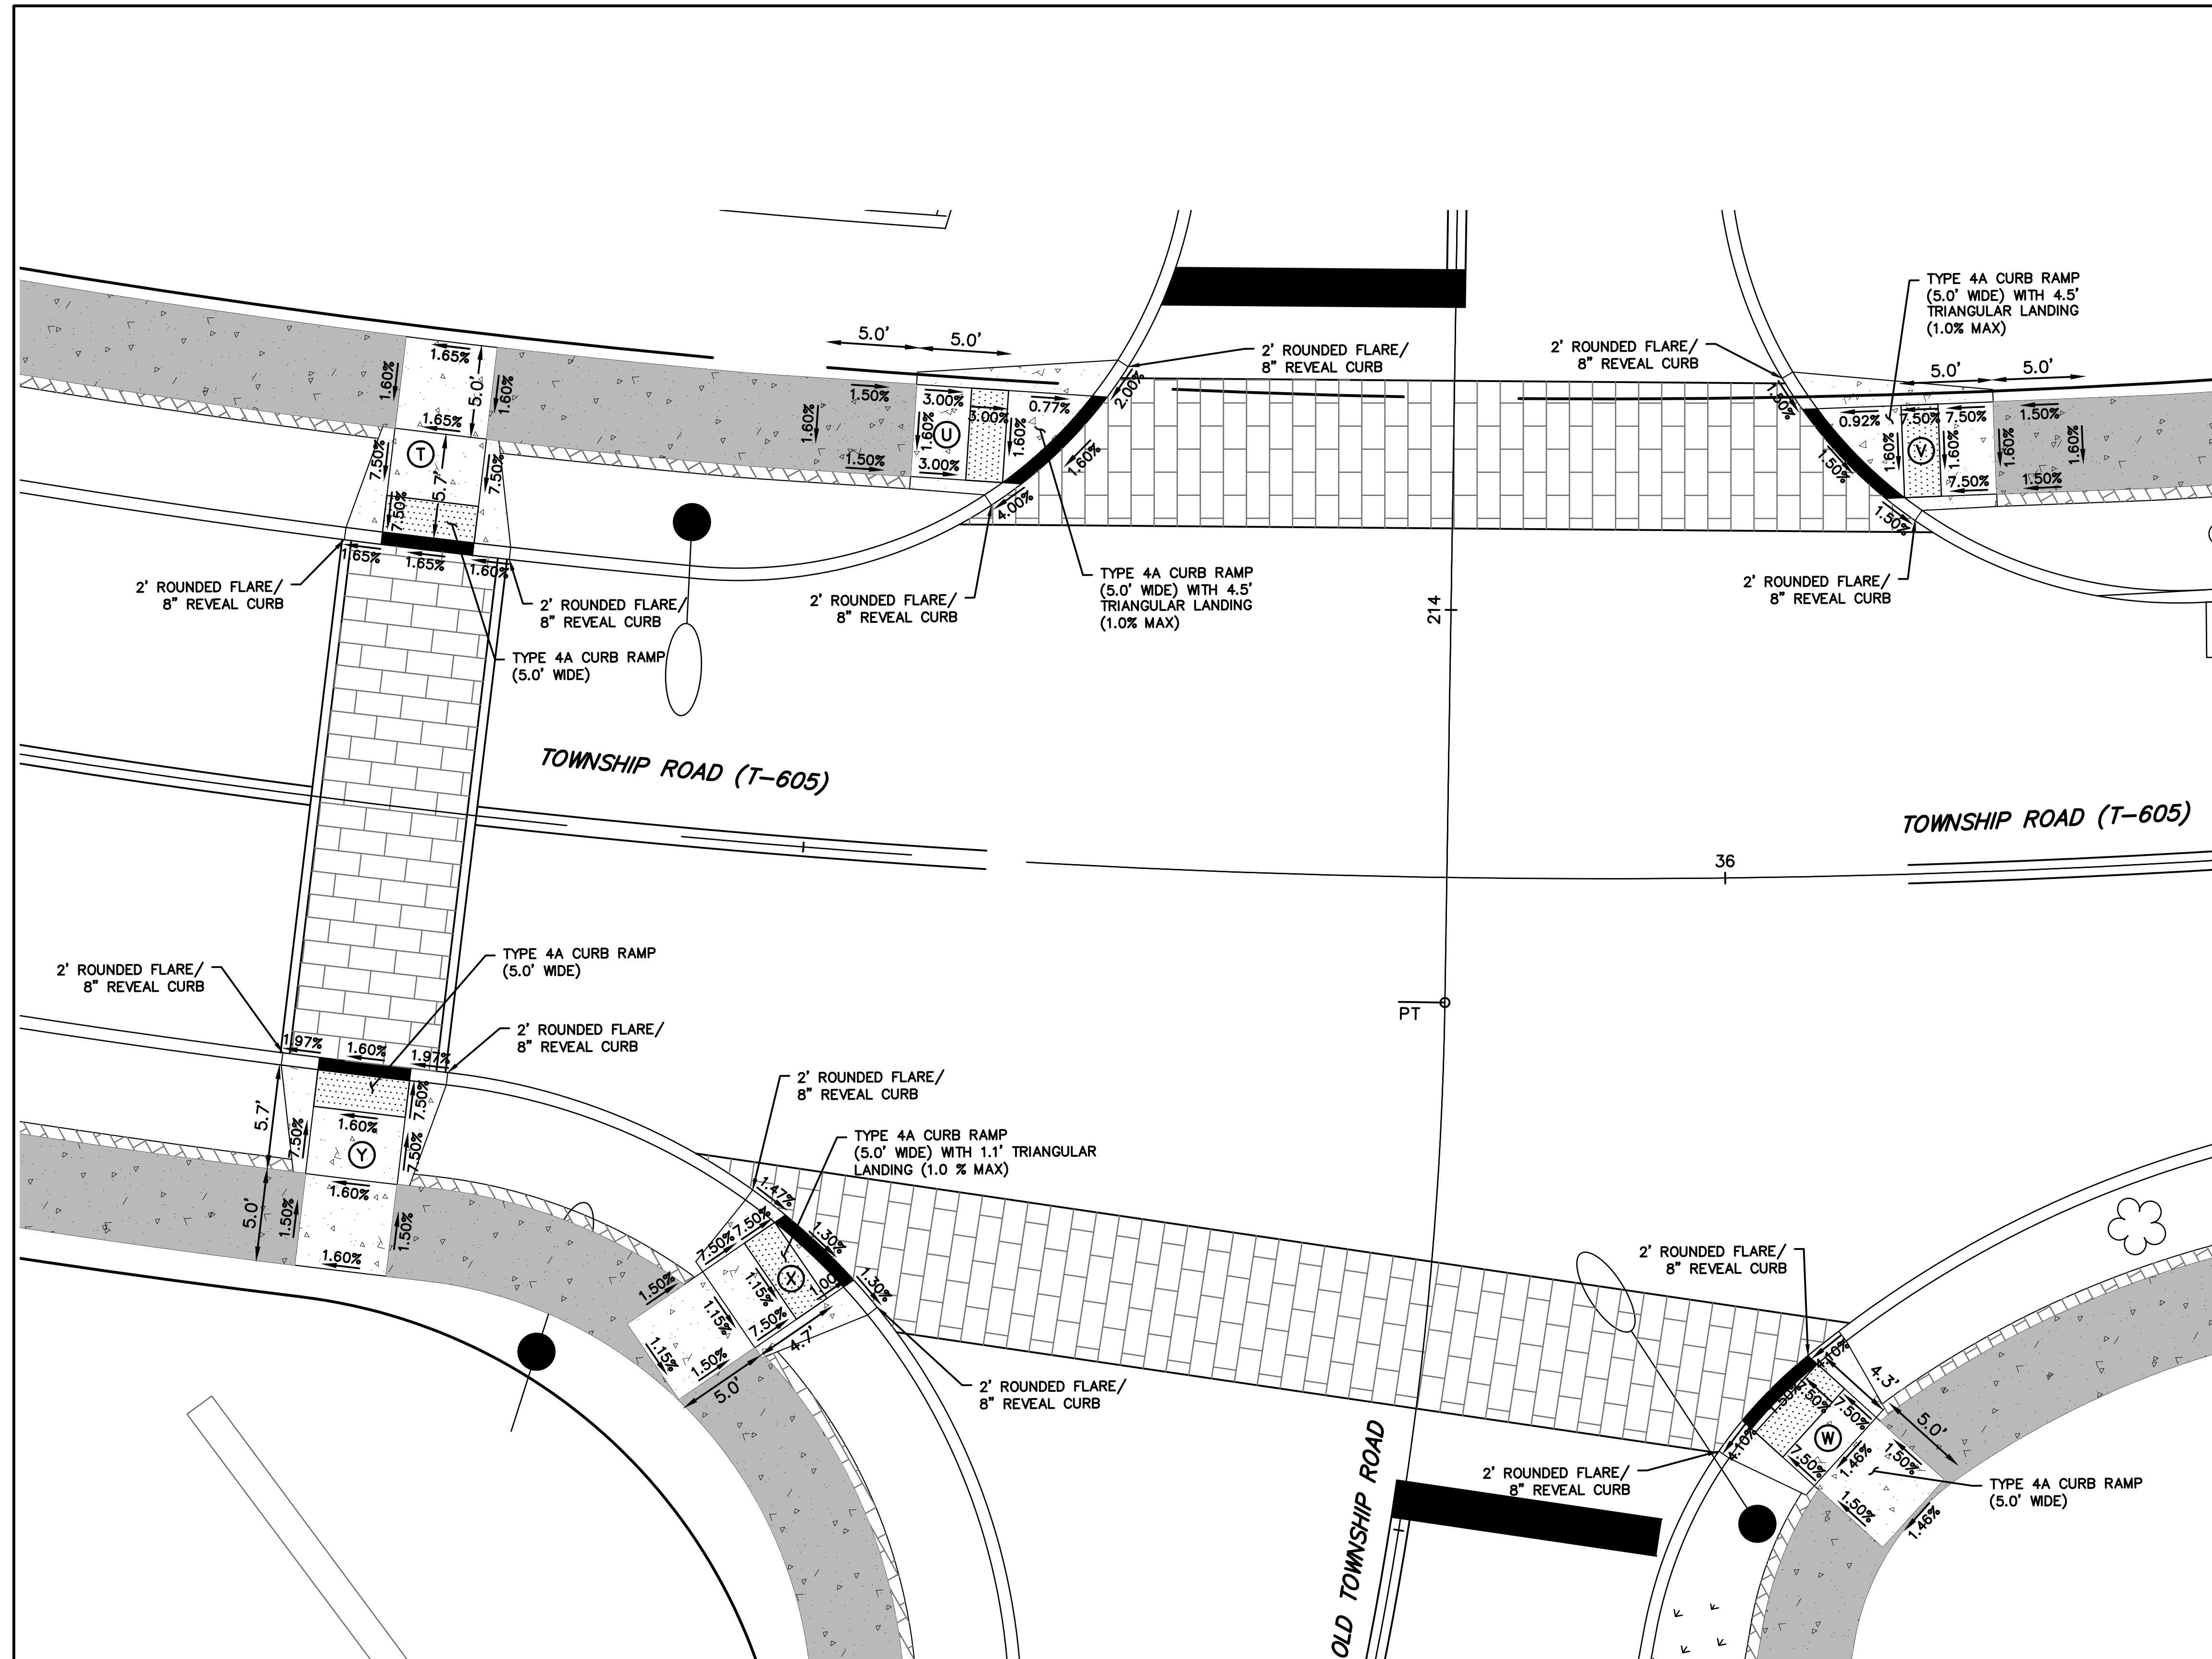 TYPE 4A CURB RAMP
(5.0' WIDE) WITH 4.5'
TRIANGULAR LANDING
(1.0% MAX)
5.0'
5.0'
2' ROUNDED FLARE/
8" REVEAL CURB
2' ROUNDED FLARE/
8" REVEAL CURB
5.0'
5.0'
1.65%
1.60%
5.0'
1.60%
1.65%
T
7.50%
7.50%
5.7'
7.50%
1.65%
1.65%
1.60%
1.50%
1.60%
1.50%
3.00%
3.00%
1.60%
U
1.60%
3.00%
0.77%
2.00%
1.60%
4.00%
1.50%
0.92%
7.50%
7.50%
1.60%
V
1.60%
7.50%
1.60%
1.50%
1.60%
1.50%
1.50%
1.50%
2' ROUNDED FLARE/
8" REVEAL CURB
2' ROUNDED FLARE/
8" REVEAL CURB
2' ROUNDED FLARE/
8" REVEAL CURB
TYPE 4A CURB RAMP
(5.0' WIDE) WITH 4.5'
TRIANGULAR LANDING
(1.0% MAX)
2' ROUNDED FLARE/
8" REVEAL CURB
214
TYPE 4A CURB RAMP
(5.0' WIDE)
TOWNSHIP ROAD (T-605)
TOWNSHIP ROAD (T-605)
36
PT
TYPE 4A CURB RAMP
(5.0' WIDE)
2' ROUNDED FLARE/
8" REVEAL CURB
2' ROUNDED FLARE/
8" REVEAL CURB
1.97%
1.60%
1.97%
5.7'
7.50%
7.50%
7.50%
1.60%
Y
1.60%
5.0'
1.50%
1.50%
1.60%
2' ROUNDED FLARE/
8" REVEAL CURB
TYPE 4A CURB RAMP
(5.0' WIDE) WITH 1.1' TRIANGULAR
LANDING (1.0 % MAX)
1.47%
7.50%
7.50%
1.30%
1.30%
1.50%
1.15%
1.15%
1.15%
X
1.00
7.50%
4.7'
1.50%
5.0'
2' ROUNDED FLARE/
8" REVEAL CURB
2' ROUNDED FLARE/
8" REVEAL CURB
4.10%
4.3'
7.50%
7.50%
5.0'
W
4.10%
7.50%
1.46%
1.50%
1.50%
1.46%
2' ROUNDED FLARE/
8" REVEAL CURB
TYPE 4A CURB RAMP
(5.0' WIDE)
OLD TOWNSHIP ROAD